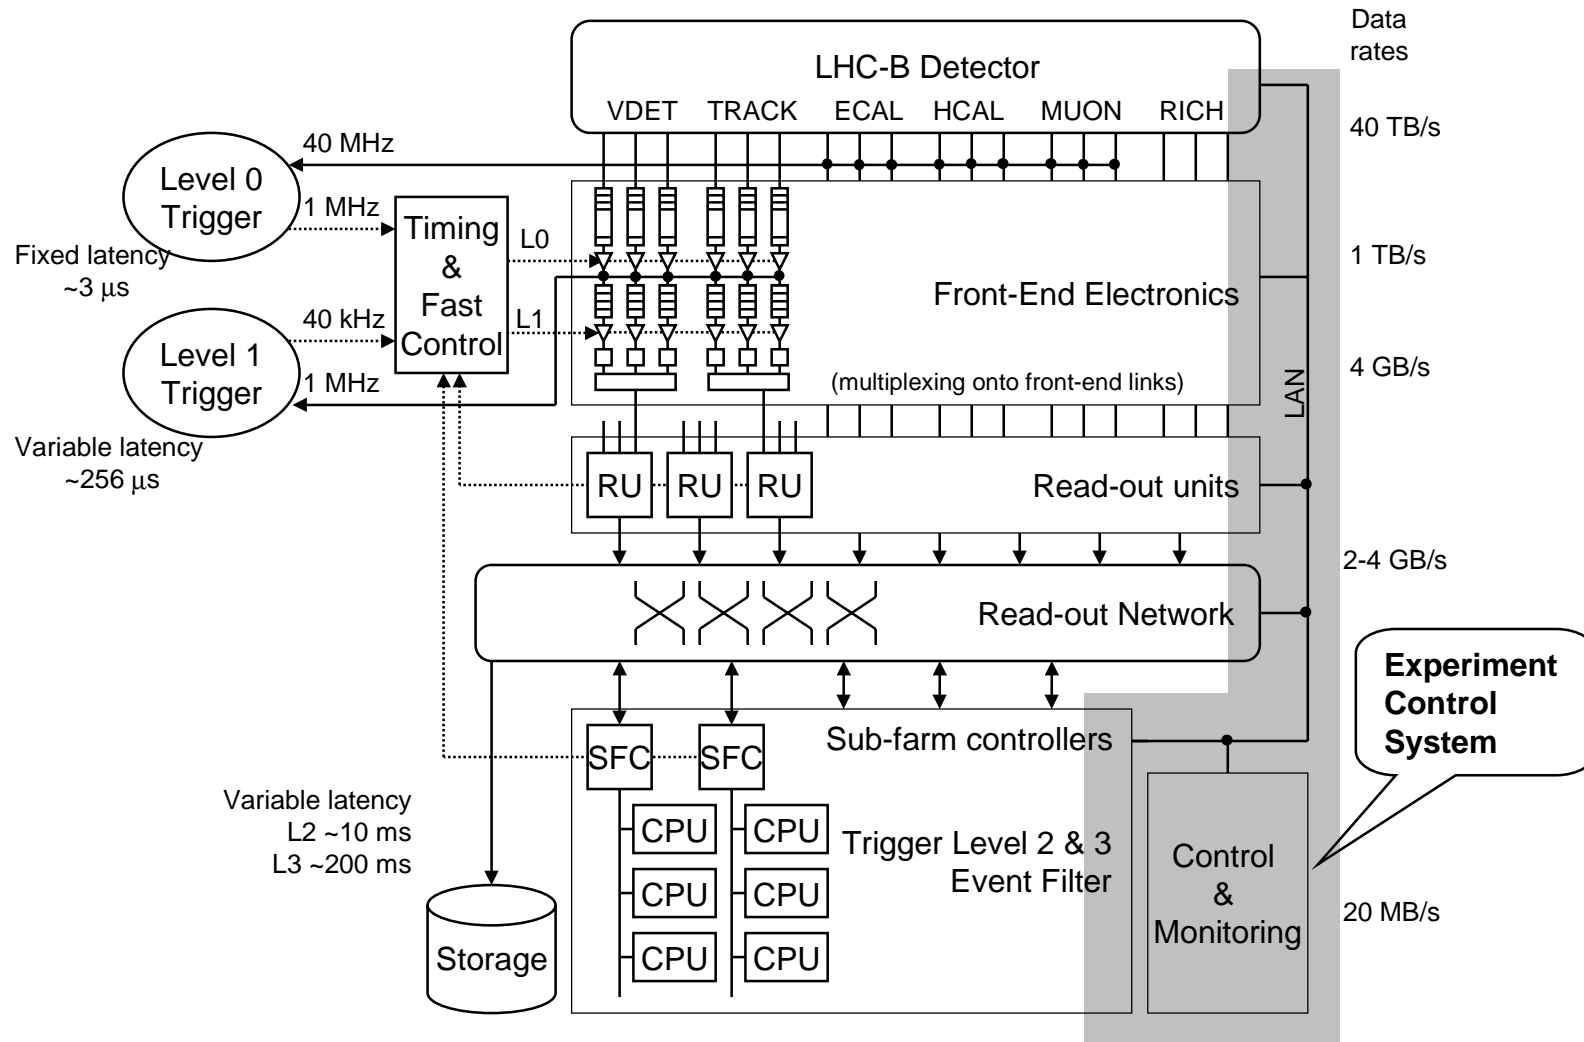 Data
rates
LHC-B Detector
VDET TRACK ECAL HCAL MUON RICH
40 TB/s
40 MHz
Level 0
Trigger
1 MHz
Timing
&
Fast
Control
L0
Fixed latency
~3 μs
1 TB/s
Front-End Electronics
40 kHz
L1
Level 1
Trigger
1 MHz
4 GB/s
(multiplexing onto front-end links)
LAN
Variable latency
~256 μs
RU RU RU
Read-out units
2-4 GB/s
Read-out Network
Experiment
Control
System
Sub-farm controllers
SFC SFC
Variable latency
L2 ~10 ms
L3 ~200 ms
CPU CPU
CPU CPU
CPU CPU
Trigger Level 2 & 3
Event Filter
Control
&
Monitoring
20 MB/s
Storage